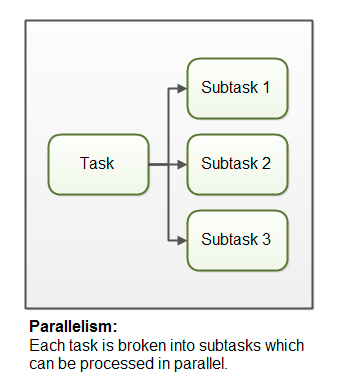 Subtask 1
Task
Subtask 2
Subtask 3
Parallelism:
Each task is broken into subtasks which
can be processed in parallel.